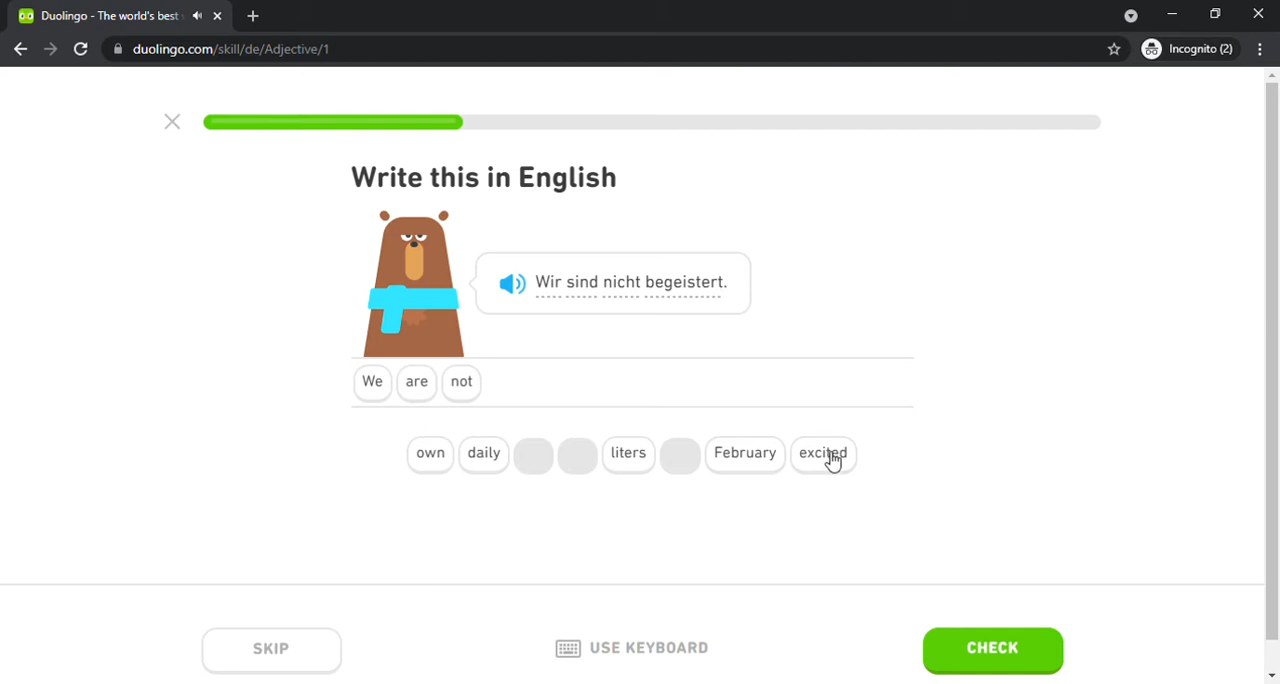 Duolingo - The world's best
duolingo.com/skill/de/Adjective/1
Incognito (2)
Write this in English
Wir sind nicht begeistert.
We are not
own daily liters February excited
SKIP
USE KEYBOARD
CHECK